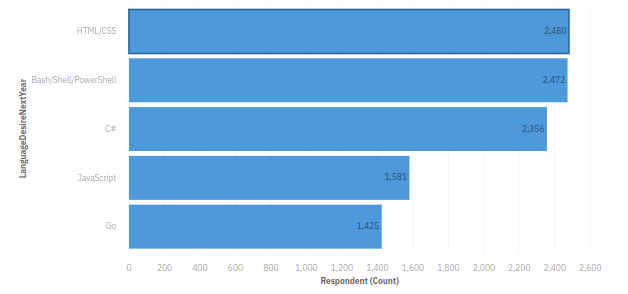 HTML/CSS
2,480
Bash/Shell/PowerShell
2,472
C#
2,356
JavaScript
1,581
Go
1,425
LanguageDesireNextYear
0 200 400 600 800 1,000 1,200 1,400 1,600 1,800 2,000 2,200 2,400 2,600
Respondent (Count)